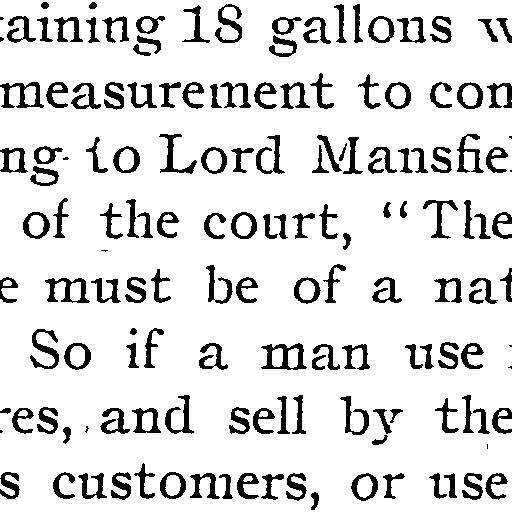 taining 18 gallons w
measurement to con
ng to Lord Mansfiel
of the court, “The
e must be of a nat
So if a man use
res, and sell by the
s customers, or use